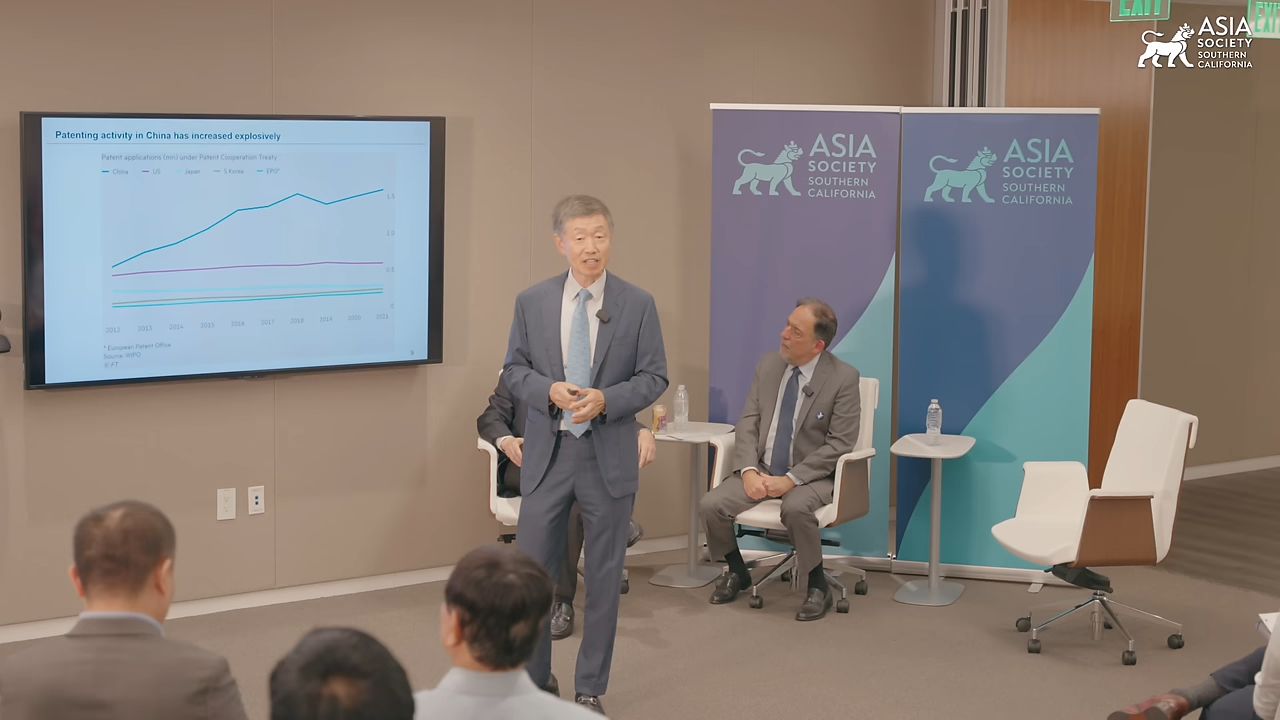 EXIT
EXIT
ASIA
SOCIETY
SOUTHERN
CALIFORNIA
Patenting activity in China has increased explosively
Patent applications (mn) under Patent Cooperation Treaty
China US Japan S Korea EPO*
1.5
1.0
0.5
0
2012 2013 2014 2015 2016 2017 2018 2019 2020 2021
* European Patent Office
Source: WIPO
© FT
ASIA
SOCIETY
SOUTHERN
CALIFORNIA
ASIA
SOCIETY
SOUTHERN
CALIFORNIA